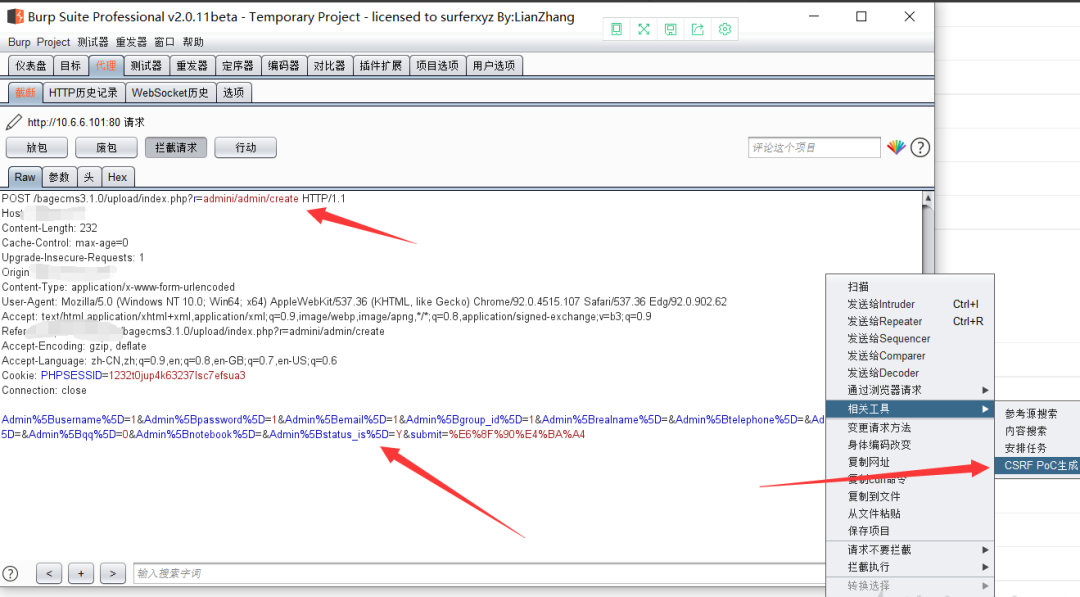 Burp Suite Professional v2.0.11beta - Temporary Project - licensed to surferxyz By:LianZhang
Burp Project 测试器 重发器 窗口 帮助
仪表盘 目标 代理 测试器 重发器 定序器 编码器 对比器 插件扩展 项目选项 用户选项
截断 HTTP历史记录 WebSocket历史 选项
http://10.6.6.101:80 请求
放包 废包 拦截请求 行动 评论这个项目
Raw 参数 头 Hex
POST /bagecms3.1.0/upload/index.php?r=admini/admin/create HTTP/1.1
Host
Content-Length: 232
Cache-Control: max-age=0
Upgrade-Insecure-Requests: 1
Origin
Content-Type: application/x-www-form-urlencoded
User-Agent: Mozilla/5.0 (Windows NT 10.0; Win64; x64) AppleWebKit/537.36 (KHTML, like Gecko) Chrome/92.0.4515.107 Safari/537.36 Edg/92.0.902.62
Accept: text/html,application/xhtml+xml,application/xml;q=0.9,image/webp,image/apng,*/*;q=0.8,application/signed-exchange;v=b3;q=0.9
Refer /bagecms3.1.0/upload/index.php?r=admini/admin/create
Accept-Encoding: gzip, deflate
Accept-Language: zh-CN,zh;q=0.9,en;q=0.8,en-GB;q=0.7,en-US;q=0.6
Cookie: PHPSESSID=1232t0jup4k63237lsc7efsua3
Connection: close
Admin%5Busername%5D=1&Admin%5Bpassword%5D=1&Admin%5Bemail%5D=1&Admin%5Bgroup_id%5D=1&Admin%5Brealname%5D=&Admin%5Btelephone%5D=&Ad
5D=&Admin%5Bqq%5D=0&Admin%5Bnotebook%5D=&Admin%5Bstatus_is%5D=Y&submit=%E6%8F%90%E4%BA%A4
扫描
发送给Intruder Ctrl+I
发送给Repeater Ctrl+R
发送给Sequencer
发送给Comparer
发送给Decoder
通过浏览器请求
相关工具
变更请求方法
身体编码改变
复制网址
复制curl命令
复制到文件
从文件粘贴
保存项目
请求不要拦截
拦截执行
转换选择
参考源搜索
内容搜索
安排任务
CSRF PoC生成
? < + > 输入搜索字词